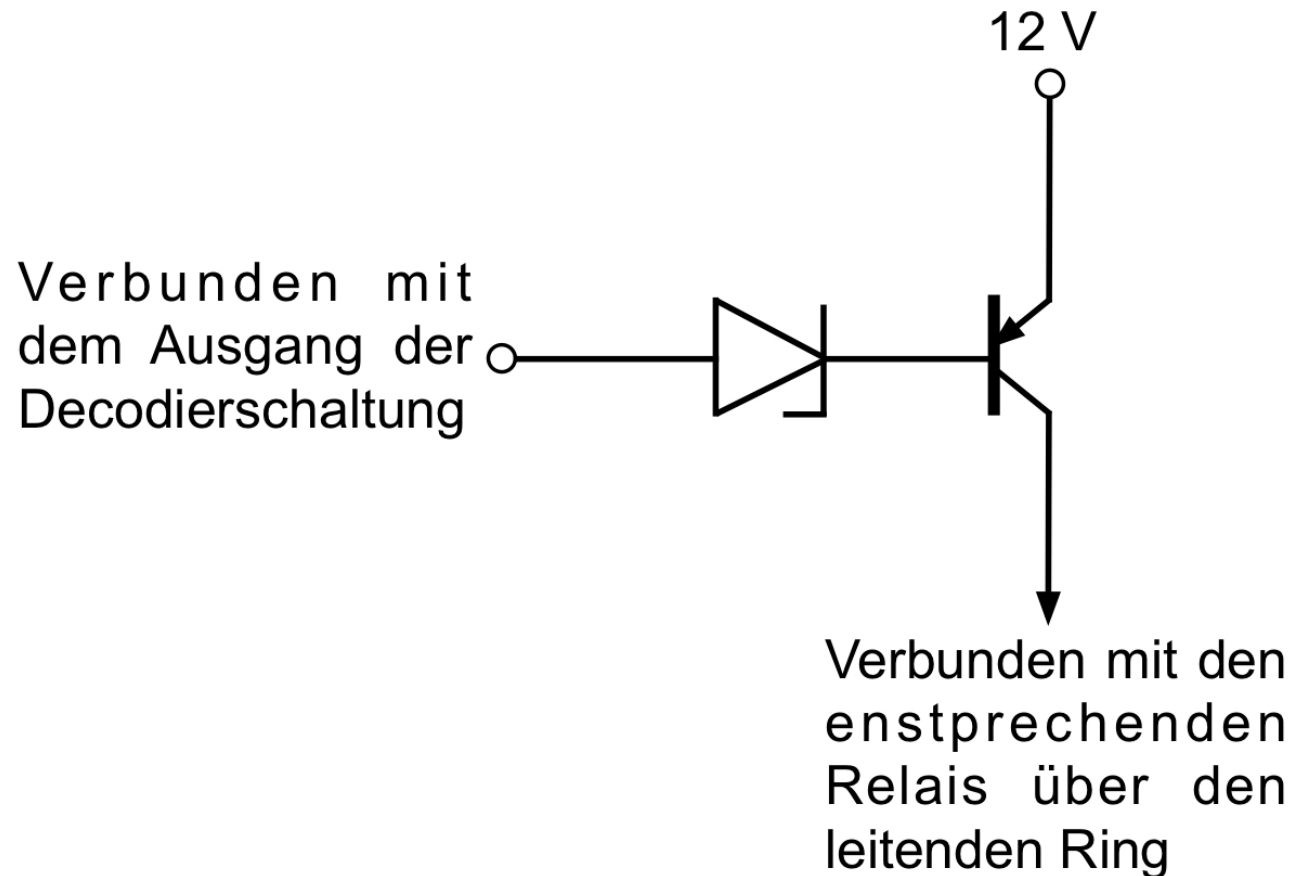 12 V
Verbunden mit
dem Ausgang der
Decodierschaltung
Verbunden mit den
enstprechenden
Relais über den
leitenden Ring